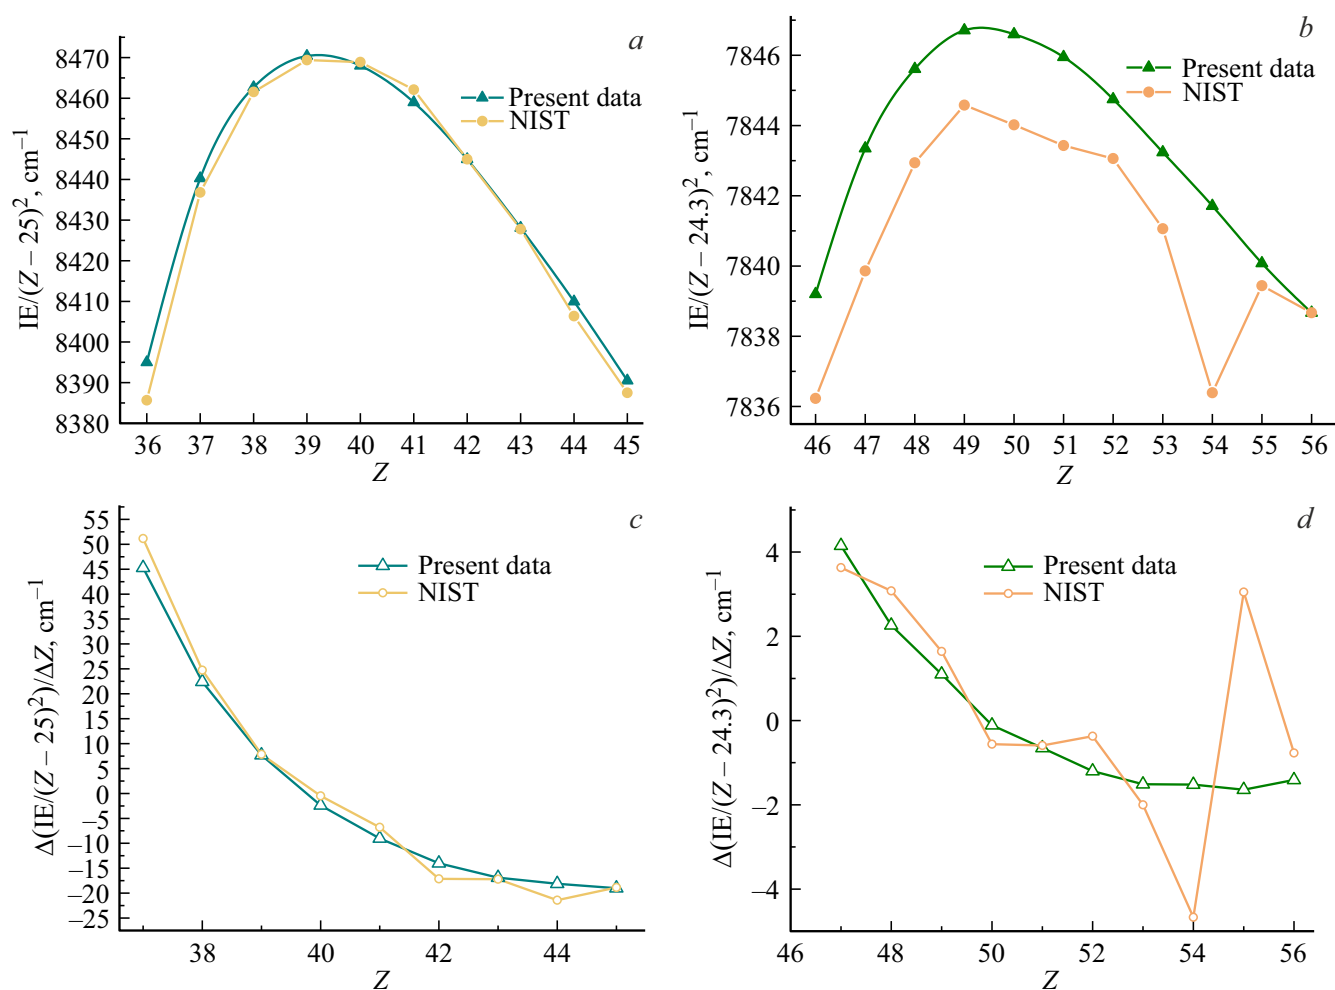 a
8470
8460
8450
8440
8430
8420
8410
8400
8390
8380
IE/(Z – 25)², cm⁻¹
Present data
NIST
36 37 38 39 40 41 42 43 44 45
Z
b
7846
7844
7842
7840
7838
7836
IE/(Z – 24.3)², cm⁻¹
Present data
NIST
46 47 48 49 50 51 52 53 54 55 56
Z
c
55
50
45
40
35
30
25
20
15
10
5
0
–5
–10
–15
–20
–25
Δ(IE/(Z – 25)²)/ΔZ, cm⁻¹
Present data
NIST
38 40 42 44
Z
d
4
2
0
–2
–4
Δ(IE/(Z – 24.3)²)/ΔZ, cm⁻¹
Present data
NIST
46 48 50 52 54 56
Z